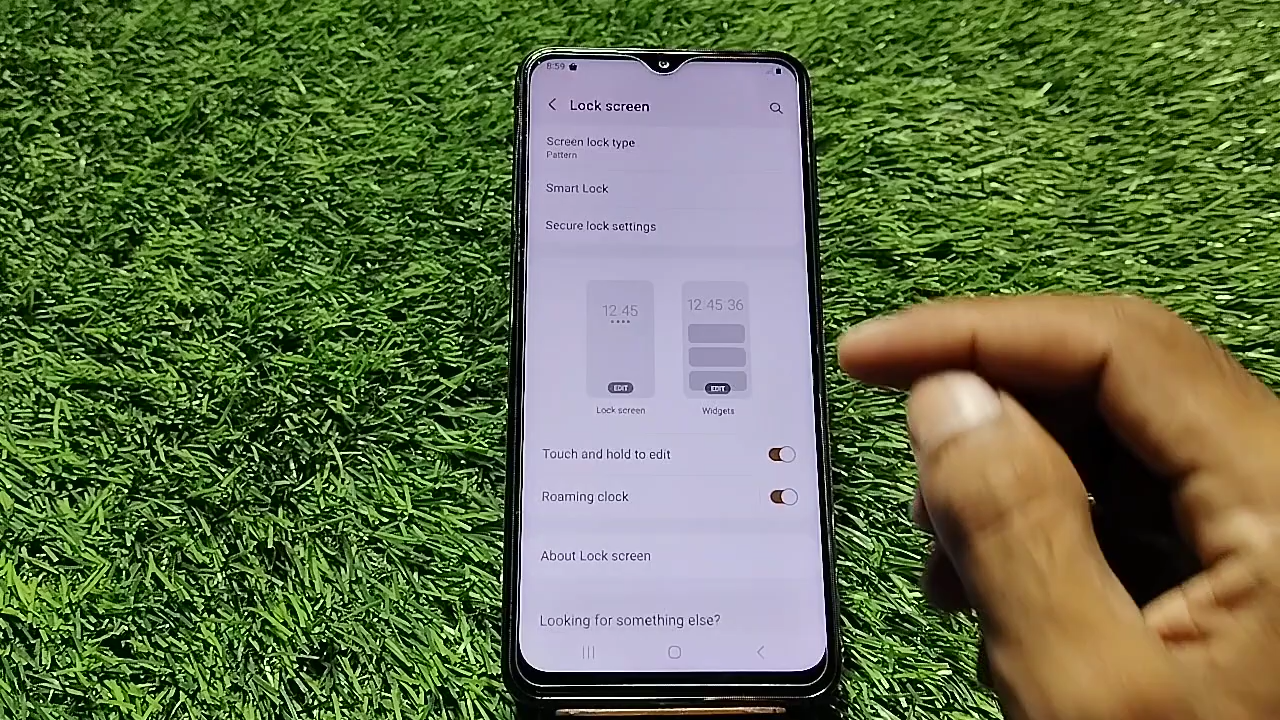 8:59
Lock screen
Screen lock type
Pattern
Smart Lock
Secure lock settings
12 45
12 45 36
EDIT
EDIT
Lock screen
Widgets
Touch and hold to edit
Roaming clock
About Lock screen
Looking for something else?